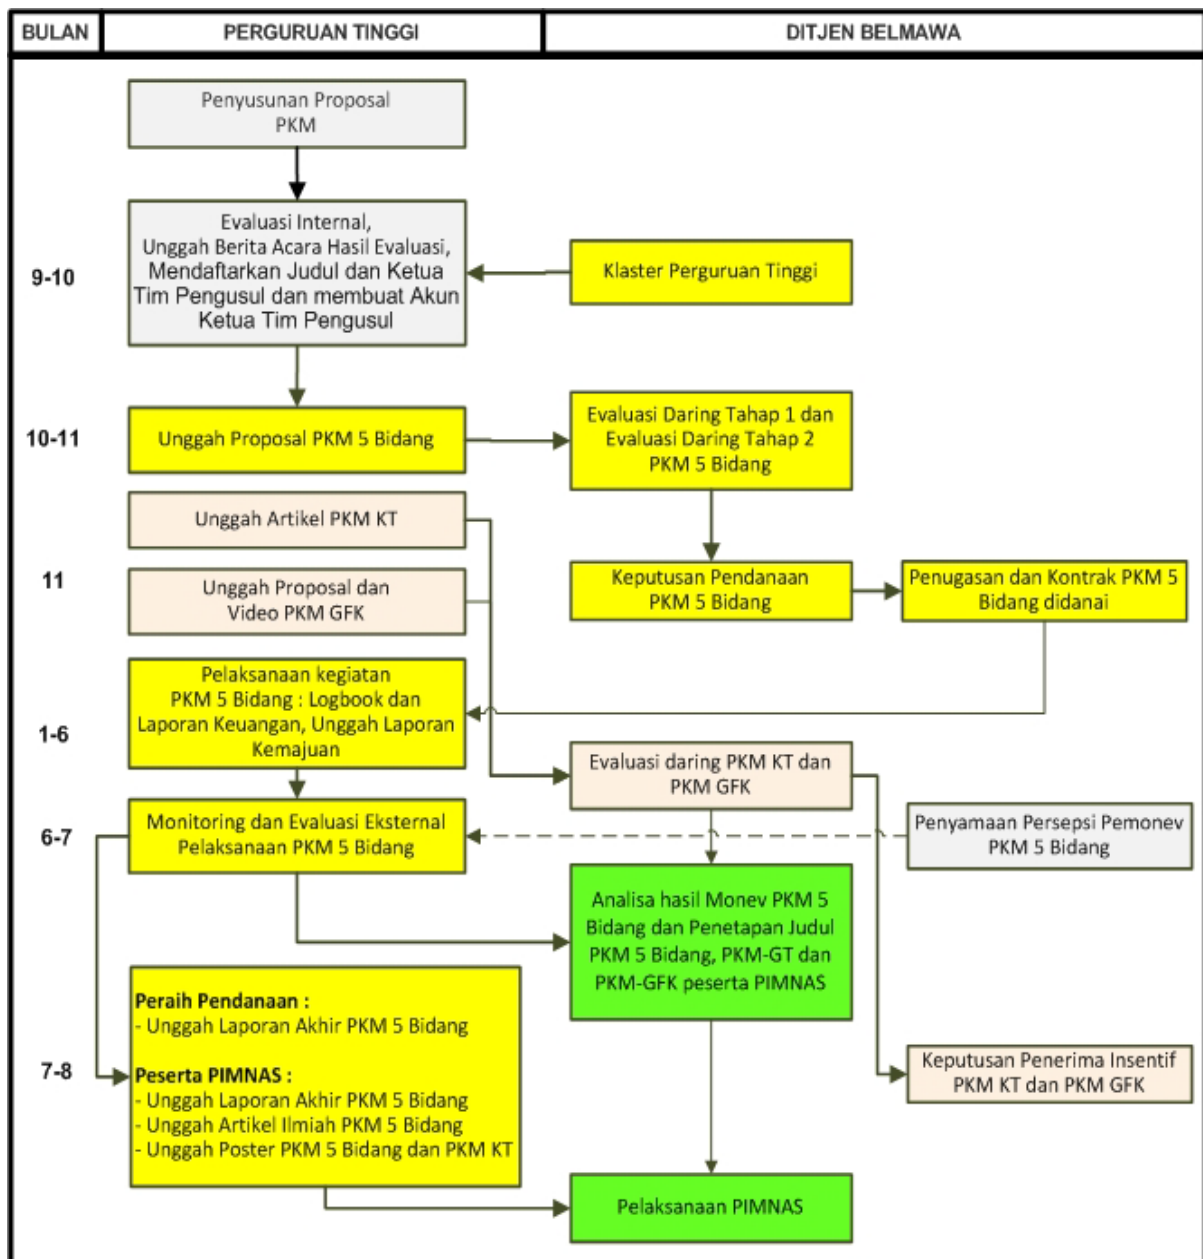 BULAN
PERGURUAN TINGGI
DITJEN BELMAWA
Penyusunan Proposal
PKM
9-10
Evaluasi Internal,
Unggah Berita Acara Hasil Evaluasi,
Mendaftarkan Judul dan Ketua
Tim Pengusul dan membuat Akun
Ketua Tim Pengusul
Klaster Perguruan Tinggi
10-11
Unggah Proposal PKM 5 Bidang
Evaluasi Daring Tahap 1 dan
Evaluasi Daring Tahap 2
PKM 5 Bidang
Unggah Artikel PKM KT
11
Unggah Proposal dan
Video PKM GFK
Keputusan Pendanaan
PKM 5 Bidang
Penugasan dan Kontrak PKM 5
Bidang didanai
1-6
Pelaksanaan kegiatan
PKM 5 Bidang : Logbook dan
Laporan Keuangan, Unggah Laporan
Kemajuan
Evaluasi daring PKM KT dan
PKM GFK
6-7
Monitoring dan Evaluasi Eksternal
Pelaksanaan PKM 5 Bidang
Penyamaan Persepsi Pemonev
PKM 5 Bidang
Analisa hasil Monev PKM 5
Bidang dan Penetapan Judul
PKM 5 Bidang, PKM-GT dan
PKM-GFK peserta PIMNAS
7-8
Peraih Pendanaan :
- Unggah Laporan Akhir PKM 5 Bidang
Peserta PIMNAS :
- Unggah Laporan Akhir PKM 5 Bidang
- Unggah Artikel Ilmiah PKM 5 Bidang
- Unggah Poster PKM 5 Bidang dan PKM KT
Keputusan Penerima Insentif
PKM KT dan PKM GFK
Pelaksanaan PIMNAS